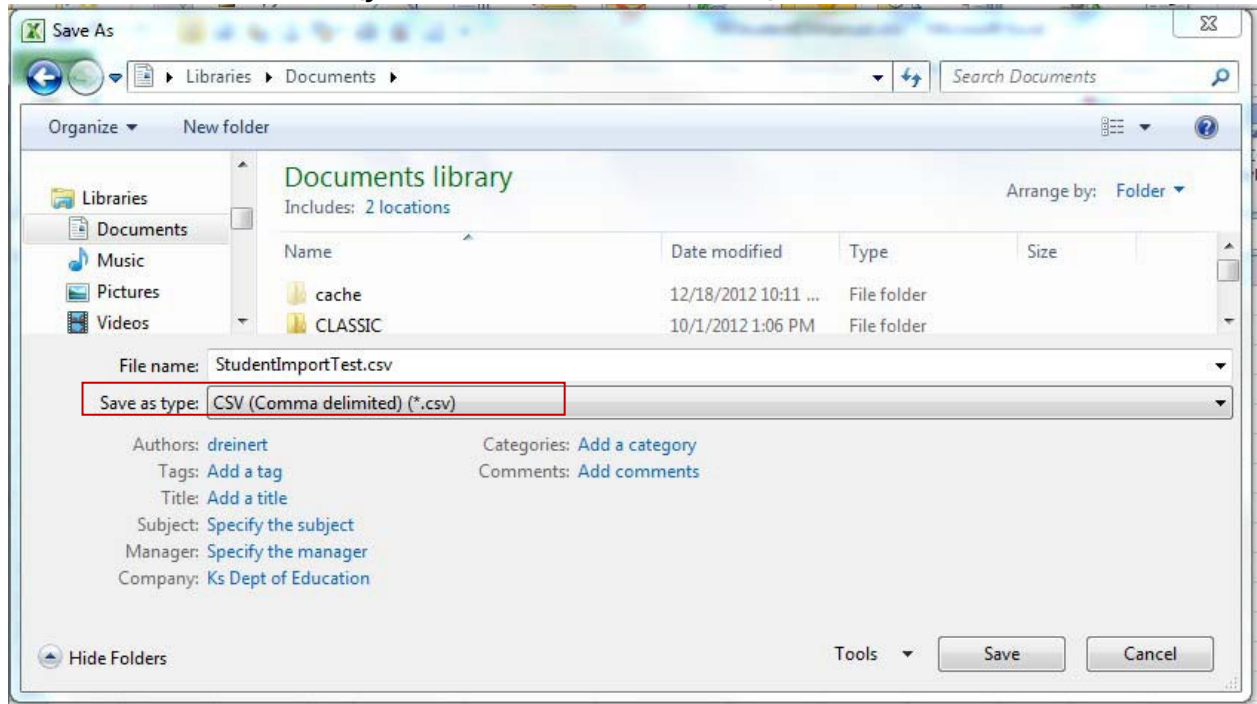 Save As
Libraries Documents
Search Documents
Organize New folder
Documents library
Includes: 2 locations
Arrange by: Folder
Libraries
Documents
Music
Pictures
Videos
Name Date modified Type Size
cache 12/18/2012 10:11 ... File folder
CLASSIC 10/1/2012 1:06 PM File folder
File name: StudentImportTest.csv
Save as type: CSV (Comma delimited) (*.csv)
Authors: dreinert Categories: Add a category
Tags: Add a tag Comments: Add comments
Title: Add a title
Subject: Specify the subject
Manager: Specify the manager
Company: Ks Dept of Education
Hide Folders Tools Save Cancel